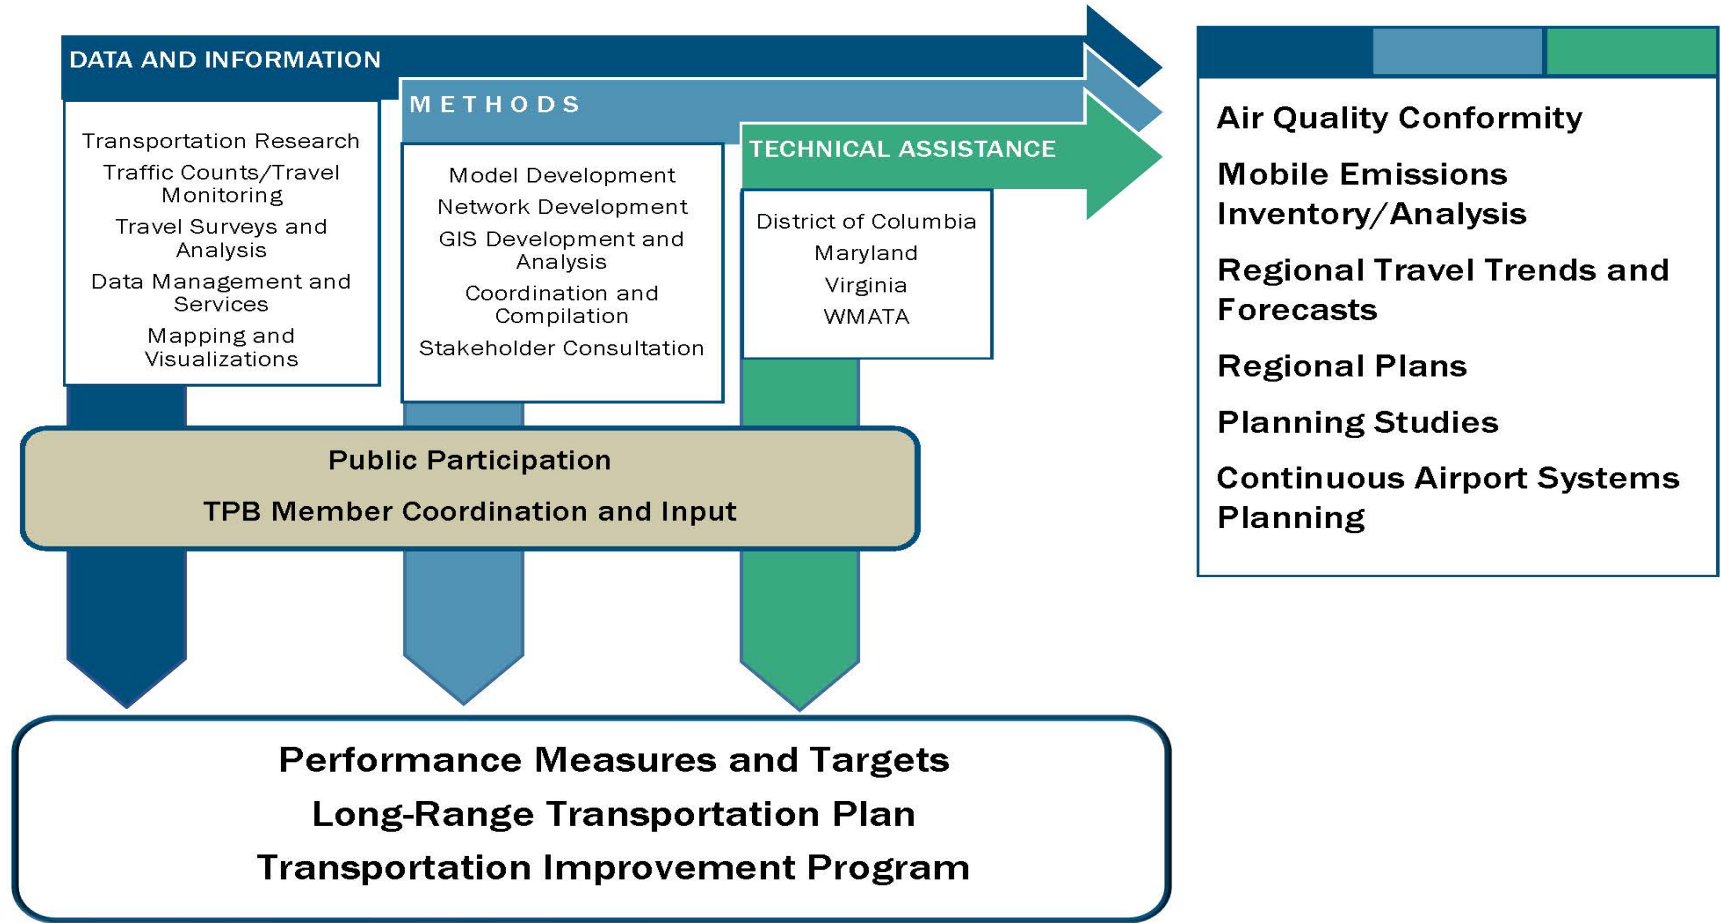 DATA AND INFORMATION
Transportation Research
Traffic Counts/Travel
Monitoring
Travel Surveys and
Analysis
Data Management and
Services
Mapping and
Visualizations
METHODS
Model Development
Network Development
GIS Development and
Analysis
Coordination and
Compilation
Stakeholder Consultation
TECHNICAL ASSISTANCE
District of Columbia
Maryland
Virginia
WMATA
Air Quality Conformity
Mobile Emissions
Inventory/Analysis
Regional Travel Trends and
Forecasts
Regional Plans
Planning Studies
Continuous Airport Systems
Planning
Public Participation
TPB Member Coordination and Input
Performance Measures and Targets
Long-Range Transportation Plan
Transportation Improvement Program